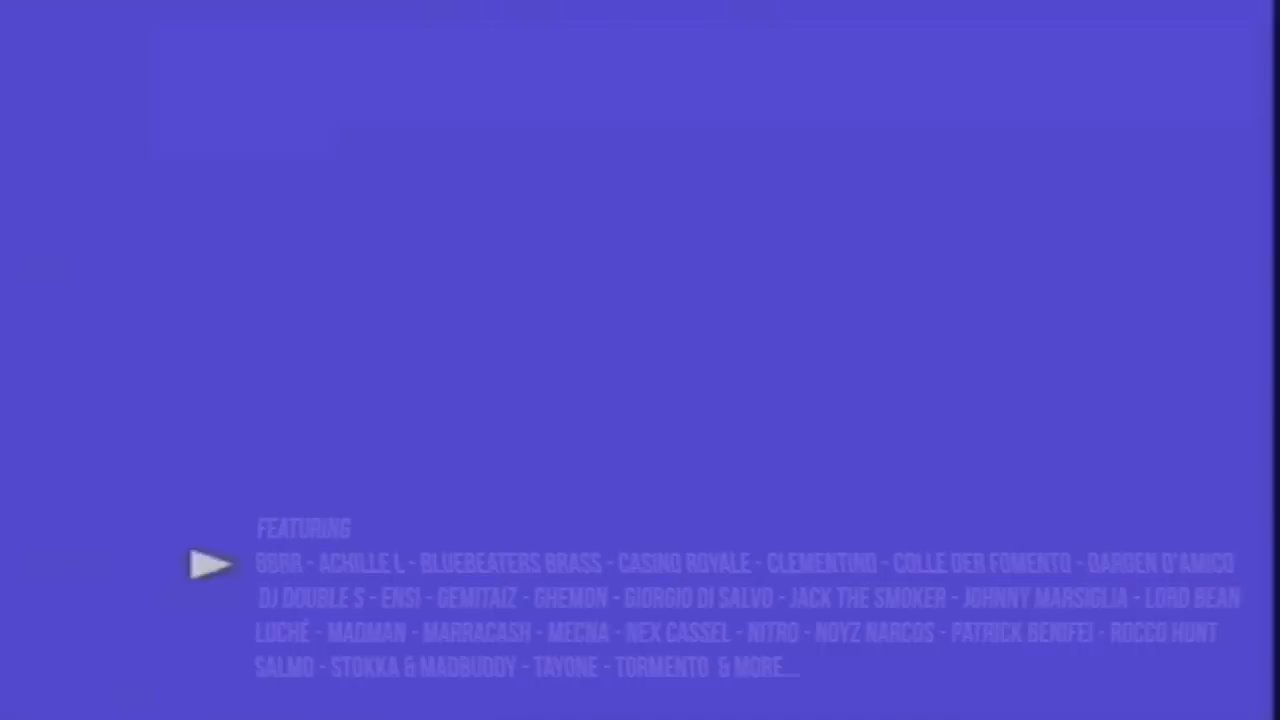 FEATURING
BBRR - ACHILLE L - BLUEBEATERS BRASS - CASINO ROYALE - CLEMENTINO - COLLE DER FOMENTO - DARGEN D'AMICO
DJ DOUBLE S - ENSI - GEMITAIZ - GHEMON - GIORGIO DI SALVO - JACK THE SMOKER - JOHNNY MARSIGLIA - LORD BEAN
LUCHÉ - MADMAN - MARRACASH - MECNA - NEX CASSEL - NITRO - NOYZ NARCOS - PATRICK BENIFEI - ROCCO HUNT
SALMO - STOKKA & MADBUDDY - TAYONE - TORMENTO & MORE...